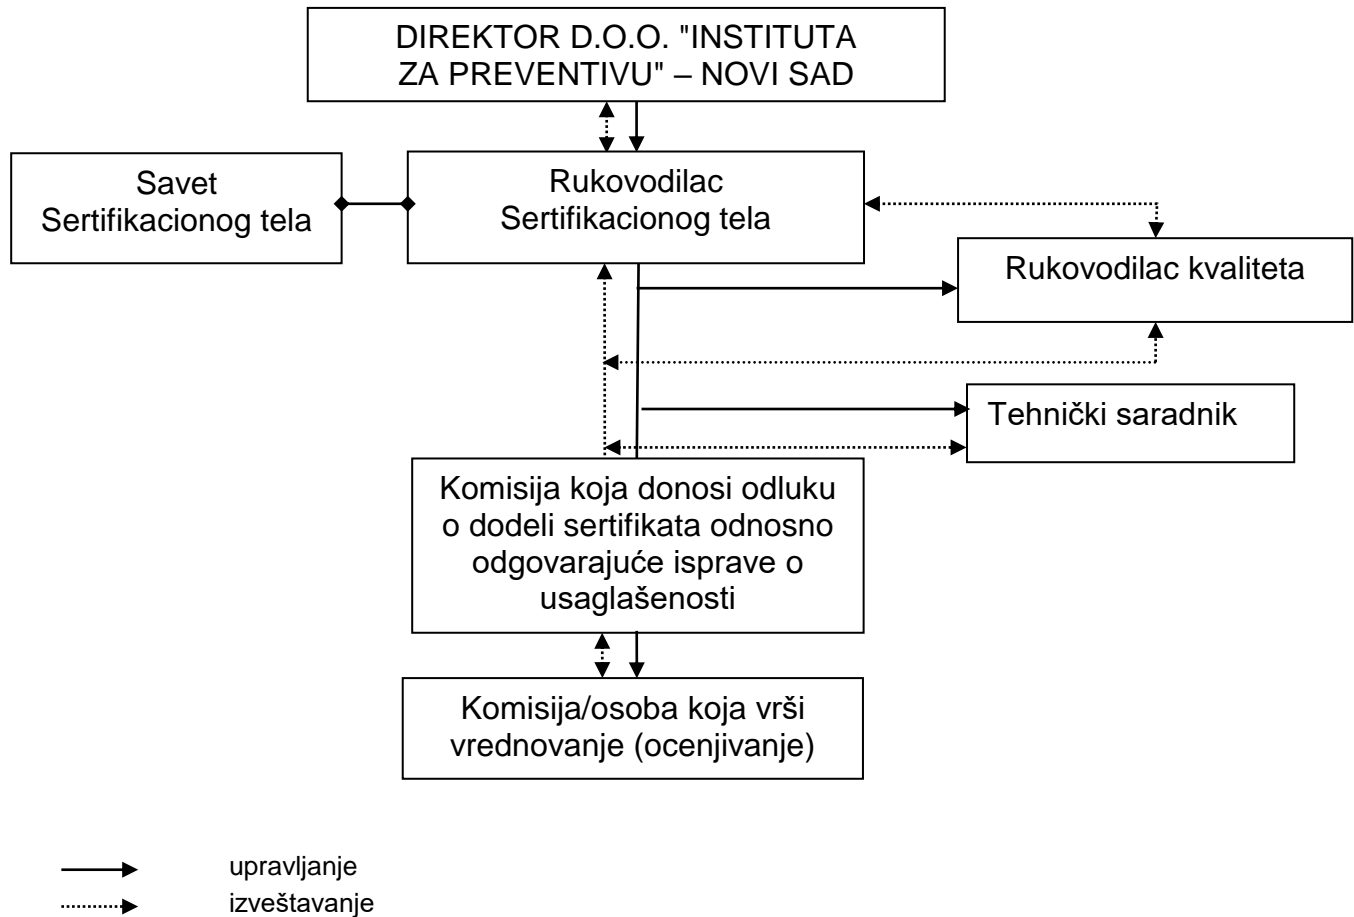 DIREKTOR D.O.O. "INSTITUTA
ZA PREVENTIVU" – NOVI SAD
Savet
Sertifikacionog tela
Rukovodilac
Sertifikacionog tela
Rukovodilac kvaliteta
Tehnički saradnik
Komisija koja donosi odluku
o dodeli sertifikata odnosno
odgovarajuće isprave o
usaglašenosti
Komisija/osoba koja vrši
vrednovanje (ocenjivanje)
upravljanje
izveštavanje